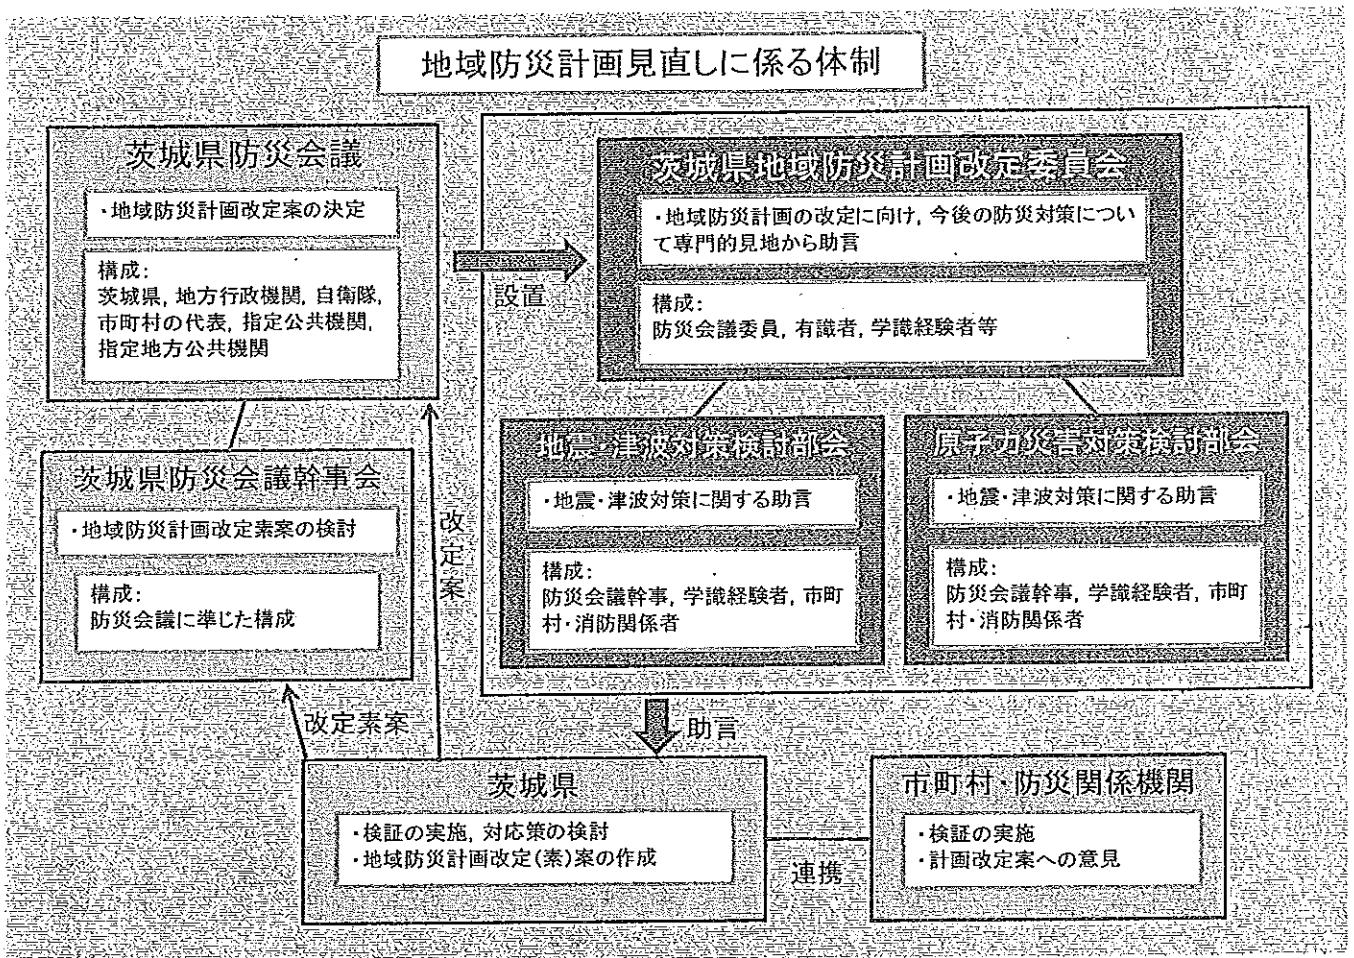 地域防災計画見直しに係る体制
茨城県防災会議
・地域防災計画改定案の決定
構成：
茨城県，地方行政機関，自衛隊，
市町村の代表，指定公共機関，
指定地方公共機関
設置
茨城県地域防災計画改定委員会
・地域防災計画の改定に向け，今後の防災対策につい
て専門的見地から助言
構成：
防災会議委員，有識者，学識経験者等
茨城県防災会議幹事会
・地域防災計画改定素案の検討
構成：
防災会議に準じた構成
改定案
地震・津波対策検討部会
・地震・津波対策に関する助言
構成：
防災会議幹事，学識経験者，市町
村・消防関係者
原子力災害対策検討部会
・地震・津波対策に関する助言
構成：
防災会議幹事，学識経験者，市町
村・消防関係者
改定素案
助言
茨城県
・検証の実施，対応策の検討
・地域防災計画改定(素)案の作成
連携
市町村・防災関係機関
・検証の実施
・計画改定案への意見